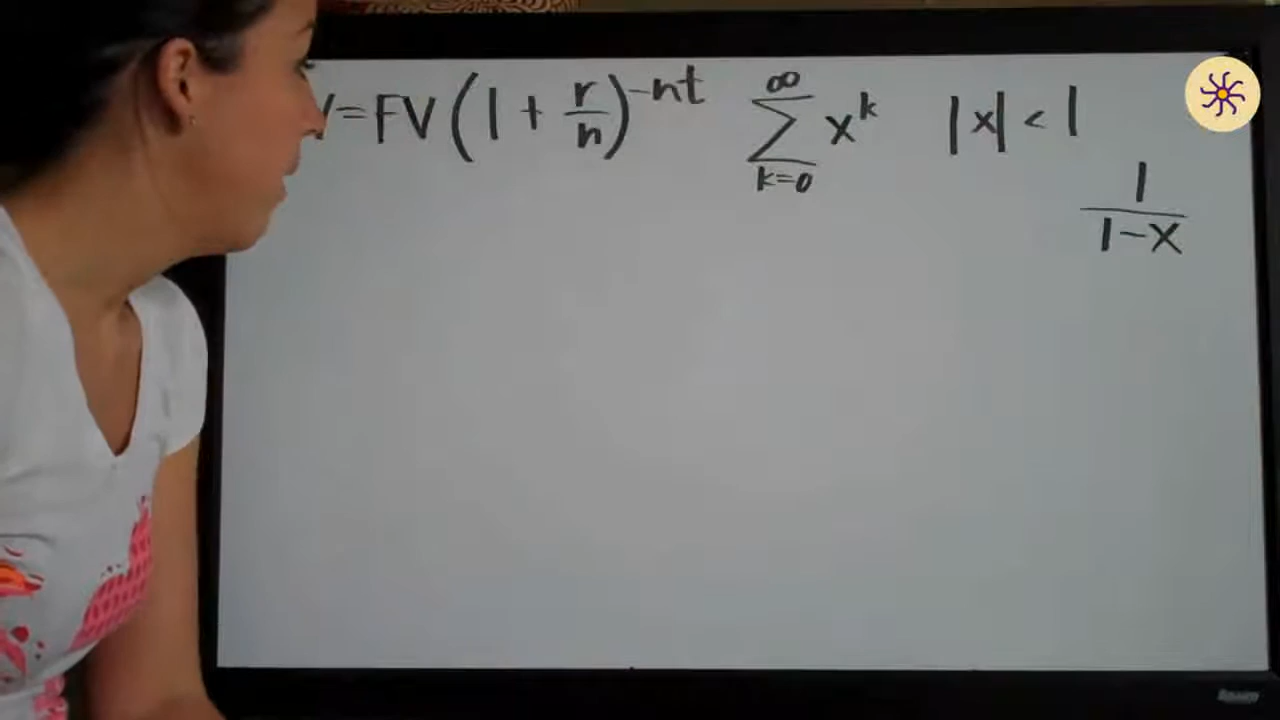 V=FV(1+r/n)^-nt ∞∑k=0 x^k |x|<1
1/1-x